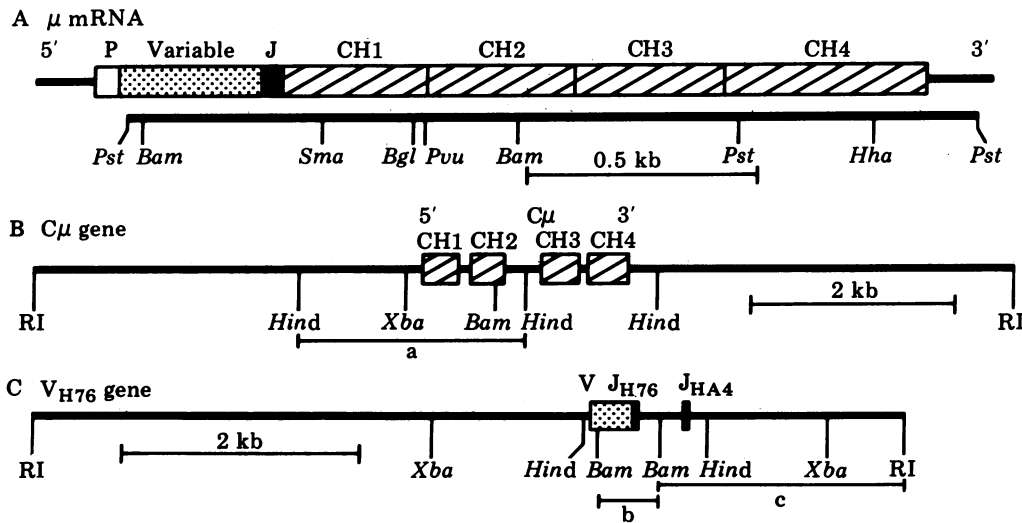 A μ mRNA
5′ P Variable J CH1 CH2 CH3 CH4 3′
Pst Bam Sma Bgl Pvu Bam Pst Hha Pst
0.5 kb
5′ Cμ 3′
B Cμ gene
CH1 CH2 CH3 CH4
2 kb
RI Hind Xba Bam Hind Hind RI
a
C VH76 gene
V JH76 JHA4
2 kb
RI Xba Hind Bam Bam Hind Xba RI
b c